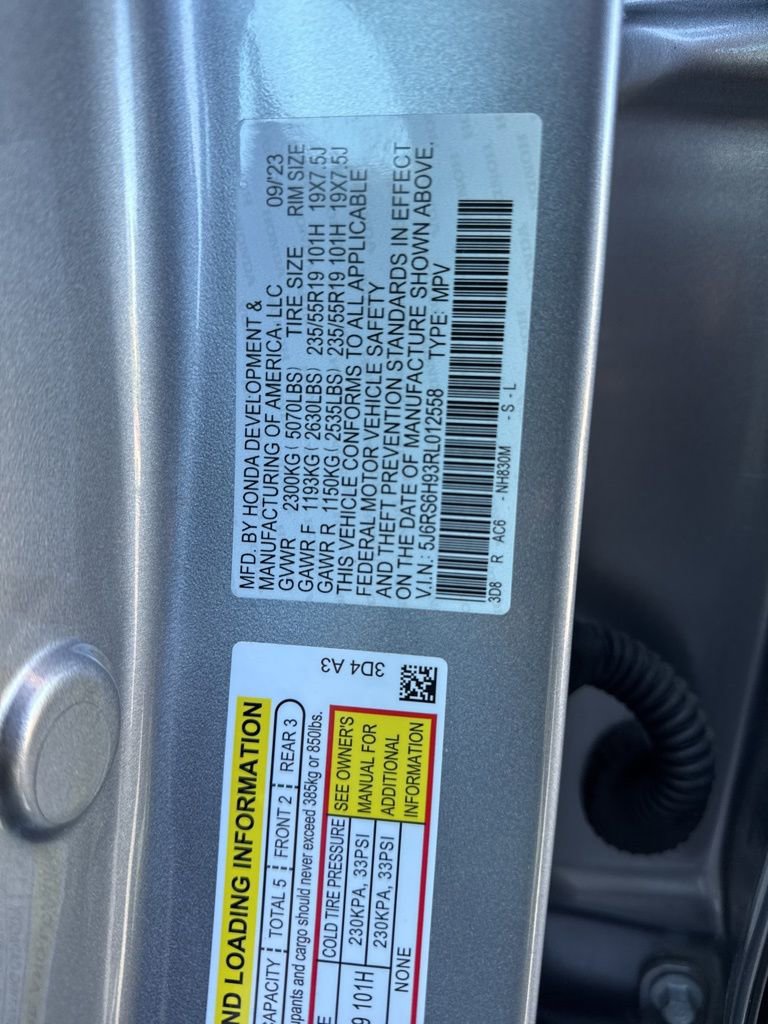 MFD. BY HONDA DEVELOPMENT &
MANUFACTURING OF AMERICA, LLC 09/'23
GVWR 2300KG ( 5070LBS) TIRE SIZE RIM SIZE
GAWR F 1193KG ( 2630LBS) 235/55R19 101H 19X7.5J
GAWR R 1150KG ( 2535LBS) 235/55R19 101H 19X7.5J
THIS VEHICLE CONFORMS TO ALL APPLICABLE
FEDERAL MOTOR VEHICLE SAFETY
AND THEFT PREVENTION STANDARDS IN EFFECT
ON THE DATE OF MANUFACTURE SHOWN ABOVE.
V.I.N.: 5J6RS6H93RL012558 TYPE: MPV
3D8 R AC6 - NH830M - S - L
3D4 A3
ND LOADING INFORMATION
CAPACITY TOTAL 5 FRONT 2 REAR 3
upants and cargo should never exceed 385kg or 850lbs.
E COLD TIRE PRESSURE SEE OWNER'S
9 101H 230KPA, 33PSI MANUAL FOR
230KPA, 33PSI ADDITIONAL
NONE INFORMATION